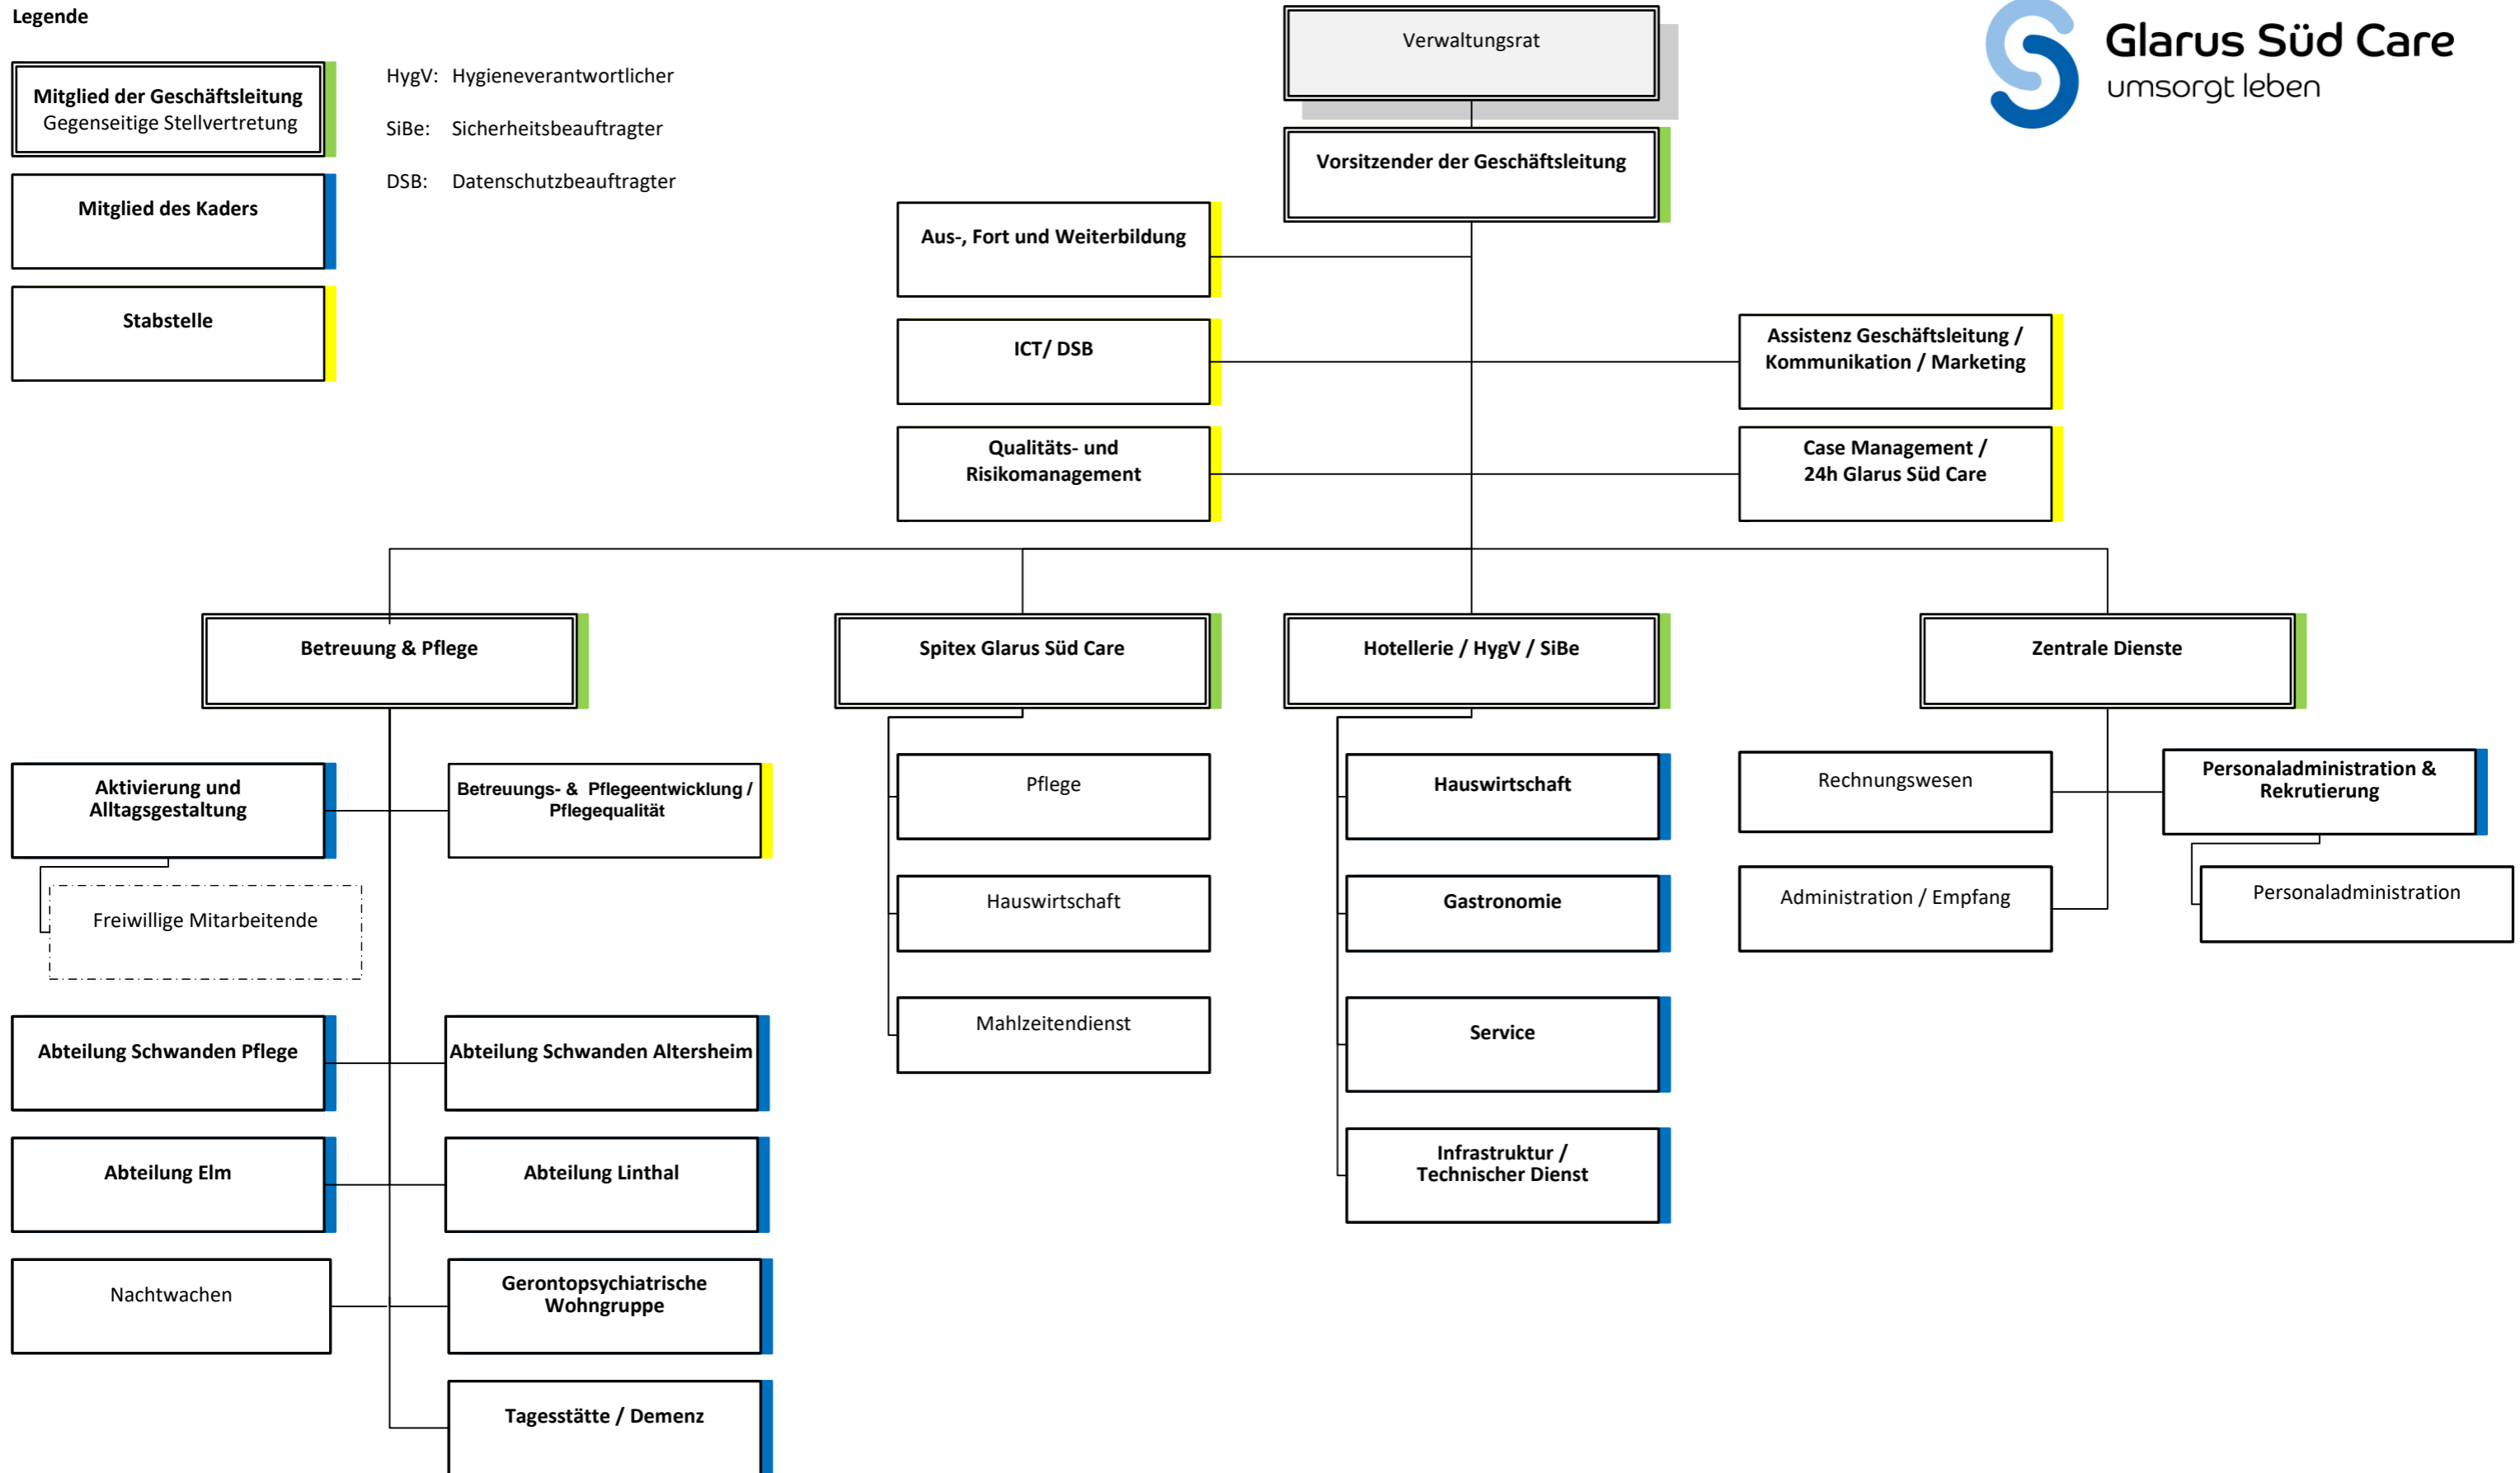 Legende
Mitglied der Geschäftsleitung
Gegenseitige Stellvertretung
Mitglied des Kaders
Stabstelle
HygV: Hygieneverantwortlicher
SiBe: Sicherheitsbeauftragter
DSB: Datenschutzbeauftragter
Verwaltungsrat
Glarus Süd Care
umsorgt leben
Vorsitzender der Geschäftsleitung
Aus-, Fort und Weiterbildung
ICT/ DSB
Assistenz Geschäftsleitung /
Kommunikation / Marketing
Qualitäts- und
Risikomanagement
Case Management /
24h Glarus Süd Care
Betreuung & Pflege
Spitex Glarus Süd Care
Hotellerie / HygV / SiBe
Zentrale Dienste
Aktivierung und
Alltagsgestaltung
Betreuungs- & Pflegeentwicklung /
Pflegequalität
Freiwillige Mitarbeitende
Abteilung Schwanden Pflege
Abteilung Schwanden Altersheim
Abteilung Elm
Abteilung Linthal
Nachtwachen
Gerontopsychiatrische
Wohngruppe
Tagesstätte / Demenz
Pflege
Hauswirtschaft
Mahlzeitendienst
Hauswirtschaft
Gastronomie
Service
Infrastruktur /
Technischer Dienst
Rechnungswesen
Personaladministration &
Rekrutierung
Administration / Empfang
Personaladministration